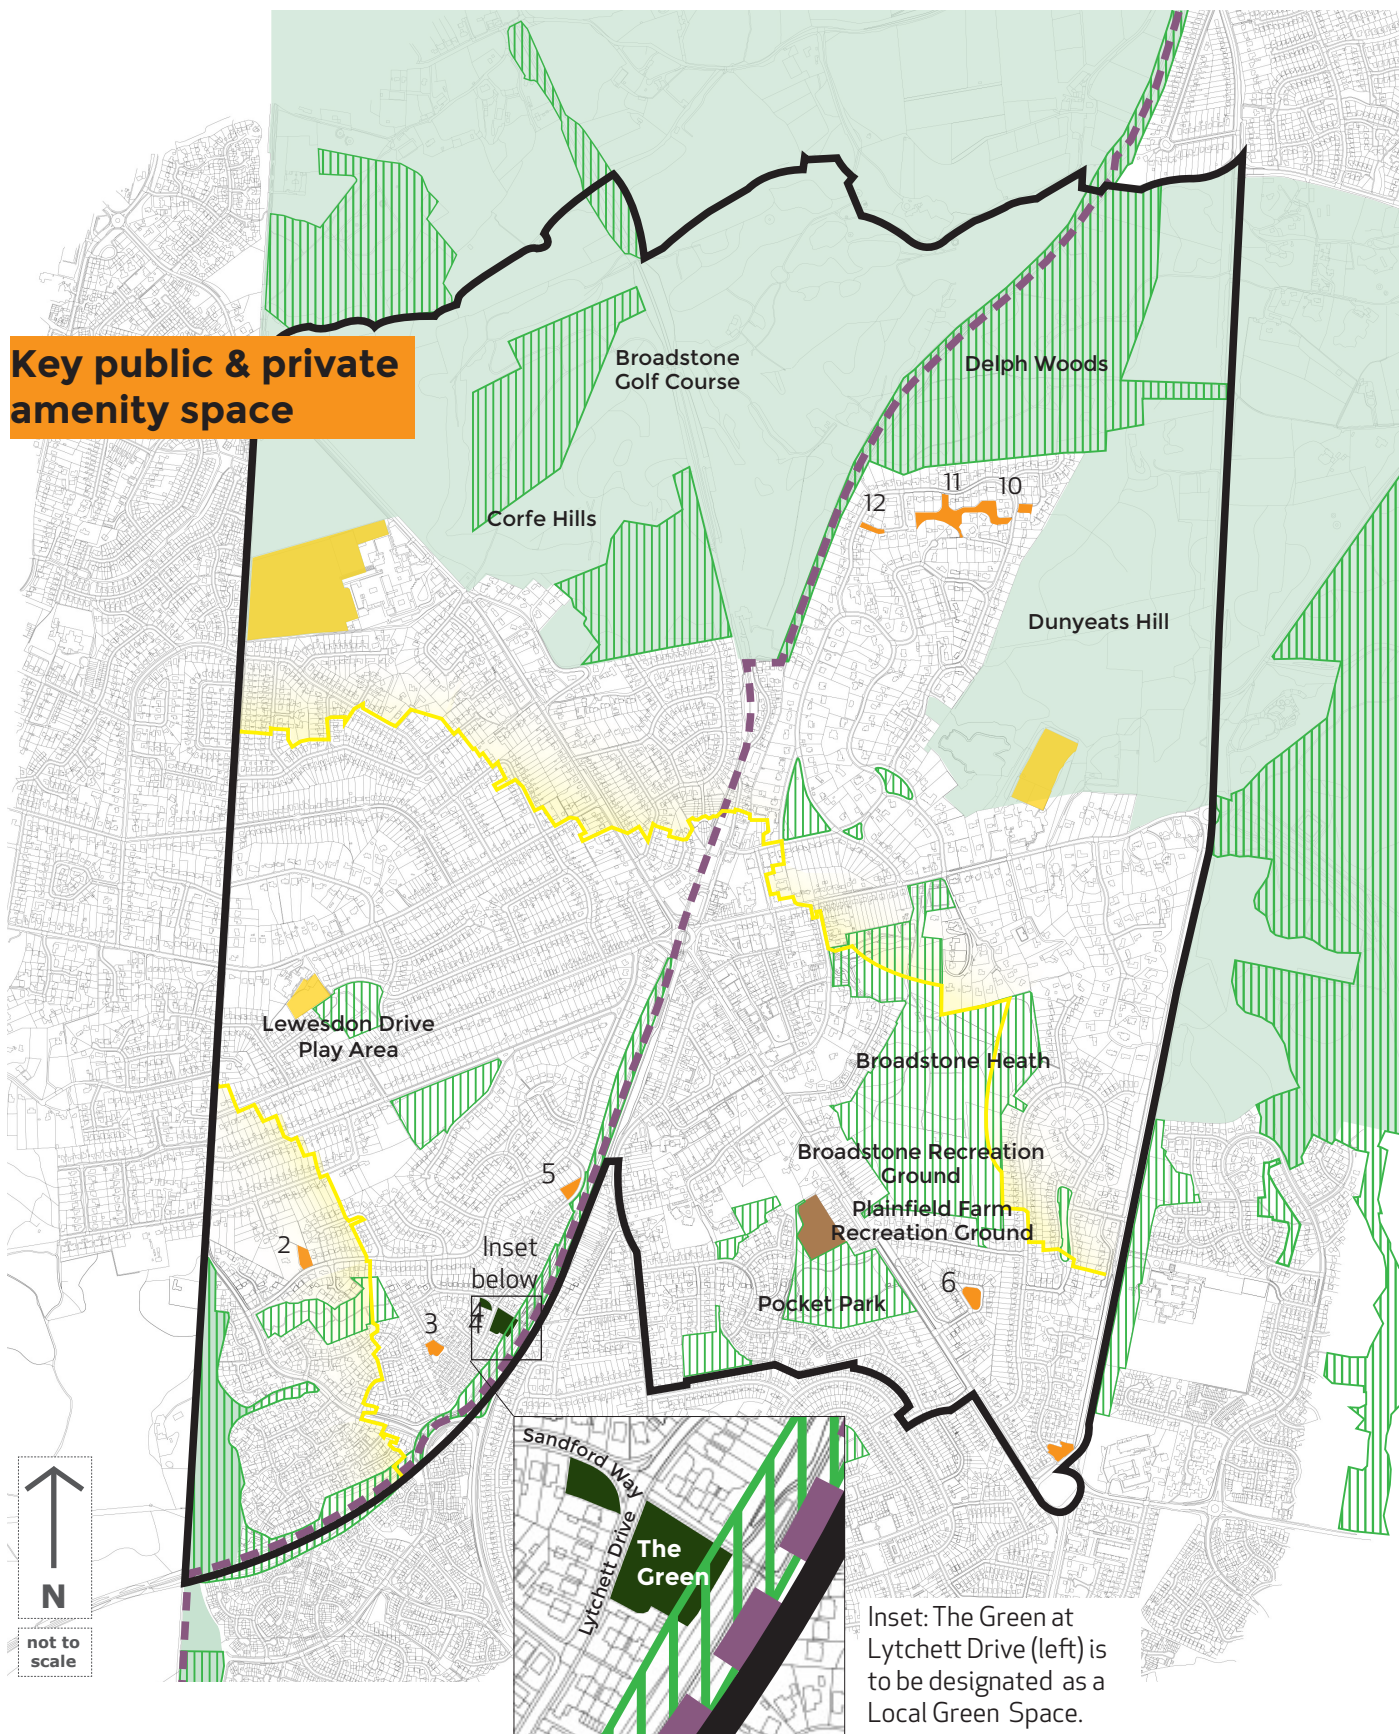 Key public & private
amenity space
Broadstone
Golf Course
Delph Woods
12
11
10
Corfe Hills
Dunyeats Hill
Lewesdon Drive
Play Area
Broadstone Heath
Broadstone Recreation
Ground
Plainfield Farm
Recreation Ground
5
2
Inset
below
3
4
6
Pocket Park
Sandford Way
Lytchett Drive
The
Green
N
not to
scale
Inset: The Green at
Lytchett Drive (left) is
to be designated as a
Local Green Space.